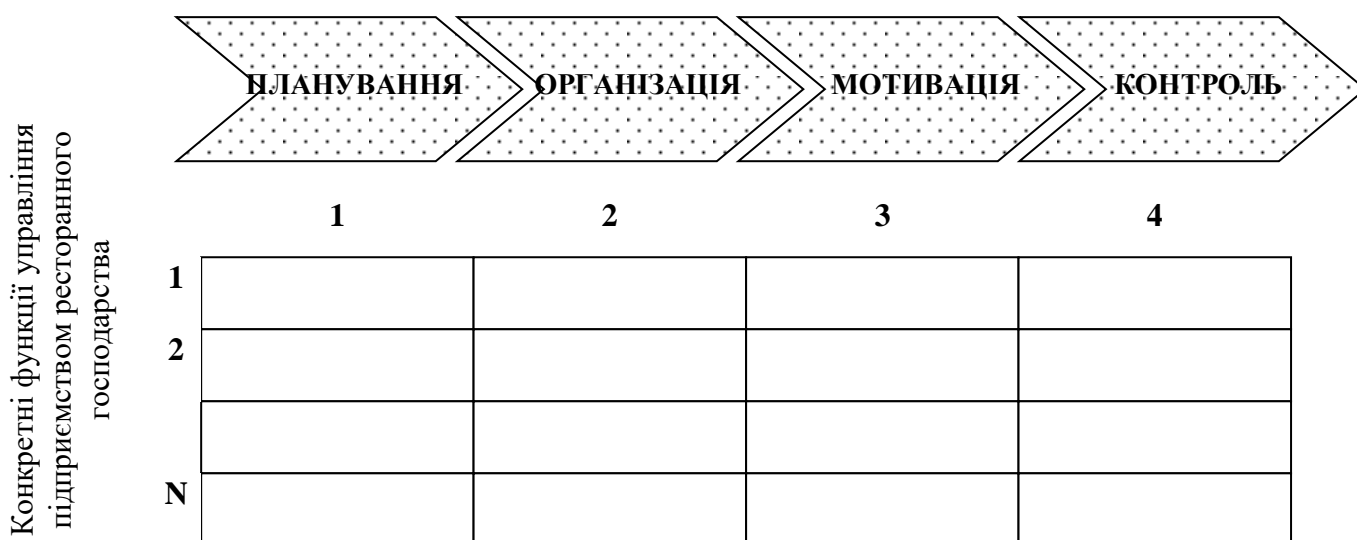 ПЛАНУВАННЯ
ОРГАНІЗАЦІЯ
МОТИВАЦІЯ
КОНТРОЛЬ
Конкретні функції управління
підприємством ресторанного
господарства
1
2
3
4
1
2
N